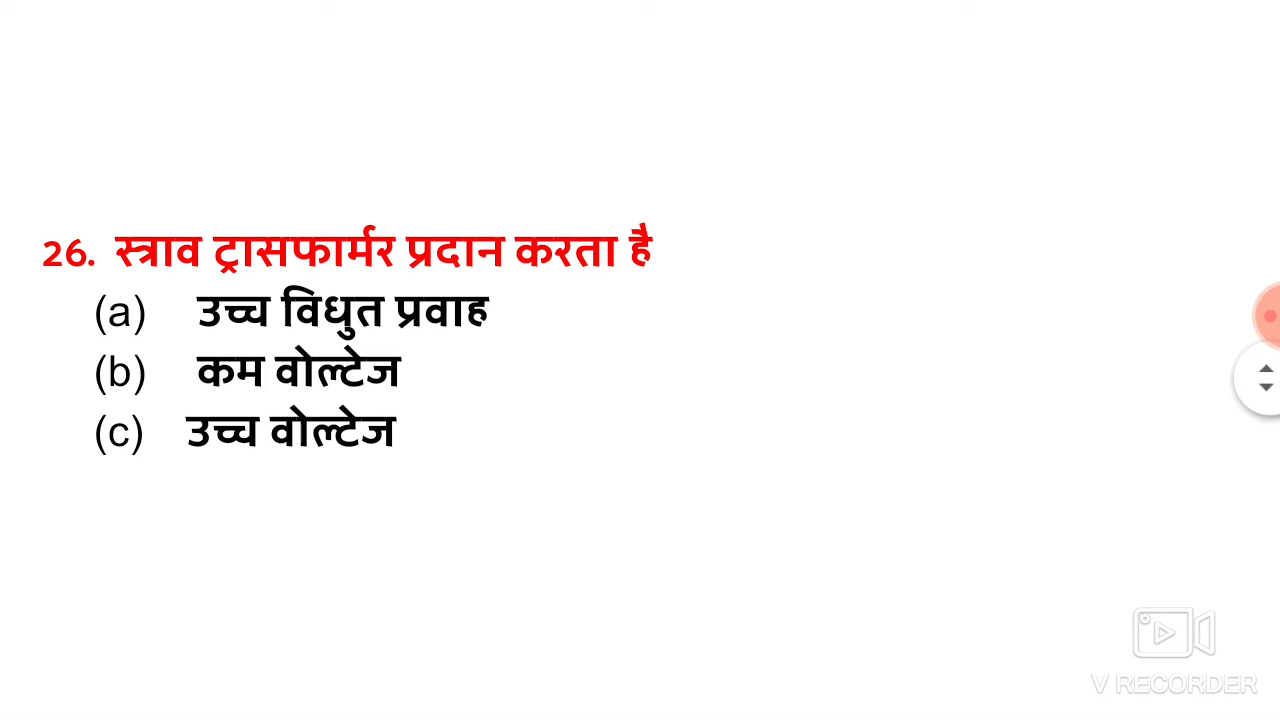 26. स्त्राव ट्रासफार्मर प्रदान करता है
(a) उच्च विधुत प्रवाह
(b) कम वोल्टेज
(c) उच्च वोल्टेज
V RECORDER